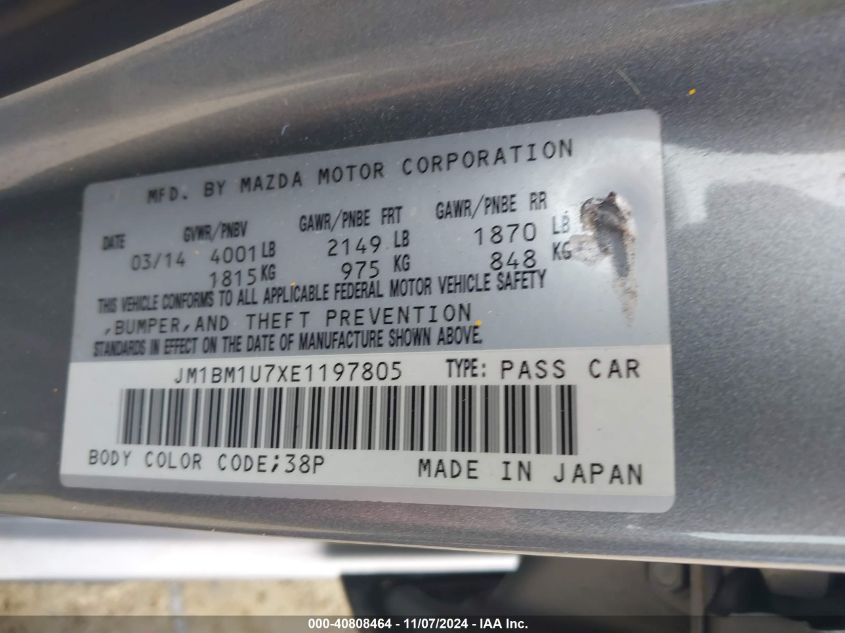 MFD. BY MAZDA MOTOR CORPORATION
DATE GVWR/PNBV GAWR/PNBE FRT GAWR/PNBE RR
03/14 4001 LB 2149 LB 1870 LB
1815 KG 975 KG 848 KG
THIS VEHICLE CONFORMS TO ALL APPLICABLE FEDERAL MOTOR VEHICLE SAFETY
,BUMPER,AND THEFT PREVENTION
STANDARDS IN EFFECT ON THE DATE OF MANUFACTURE SHOWN ABOVE.
JM1BM1U7XE1197805 TYPE: PASS CAR
BODY COLOR CODE;38P MADE IN JAPAN
000-40808464 - 11/07/2024 - IAA Inc.